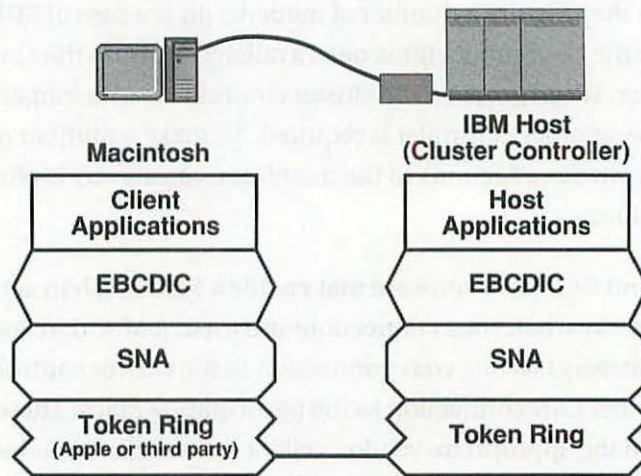 Macintosh
IBM Host
(Cluster Controller)
Client
Applications
EBCDIC
SNA
Token Ring
(Apple or third party)
Host
Applications
EBCDIC
SNA
Token Ring